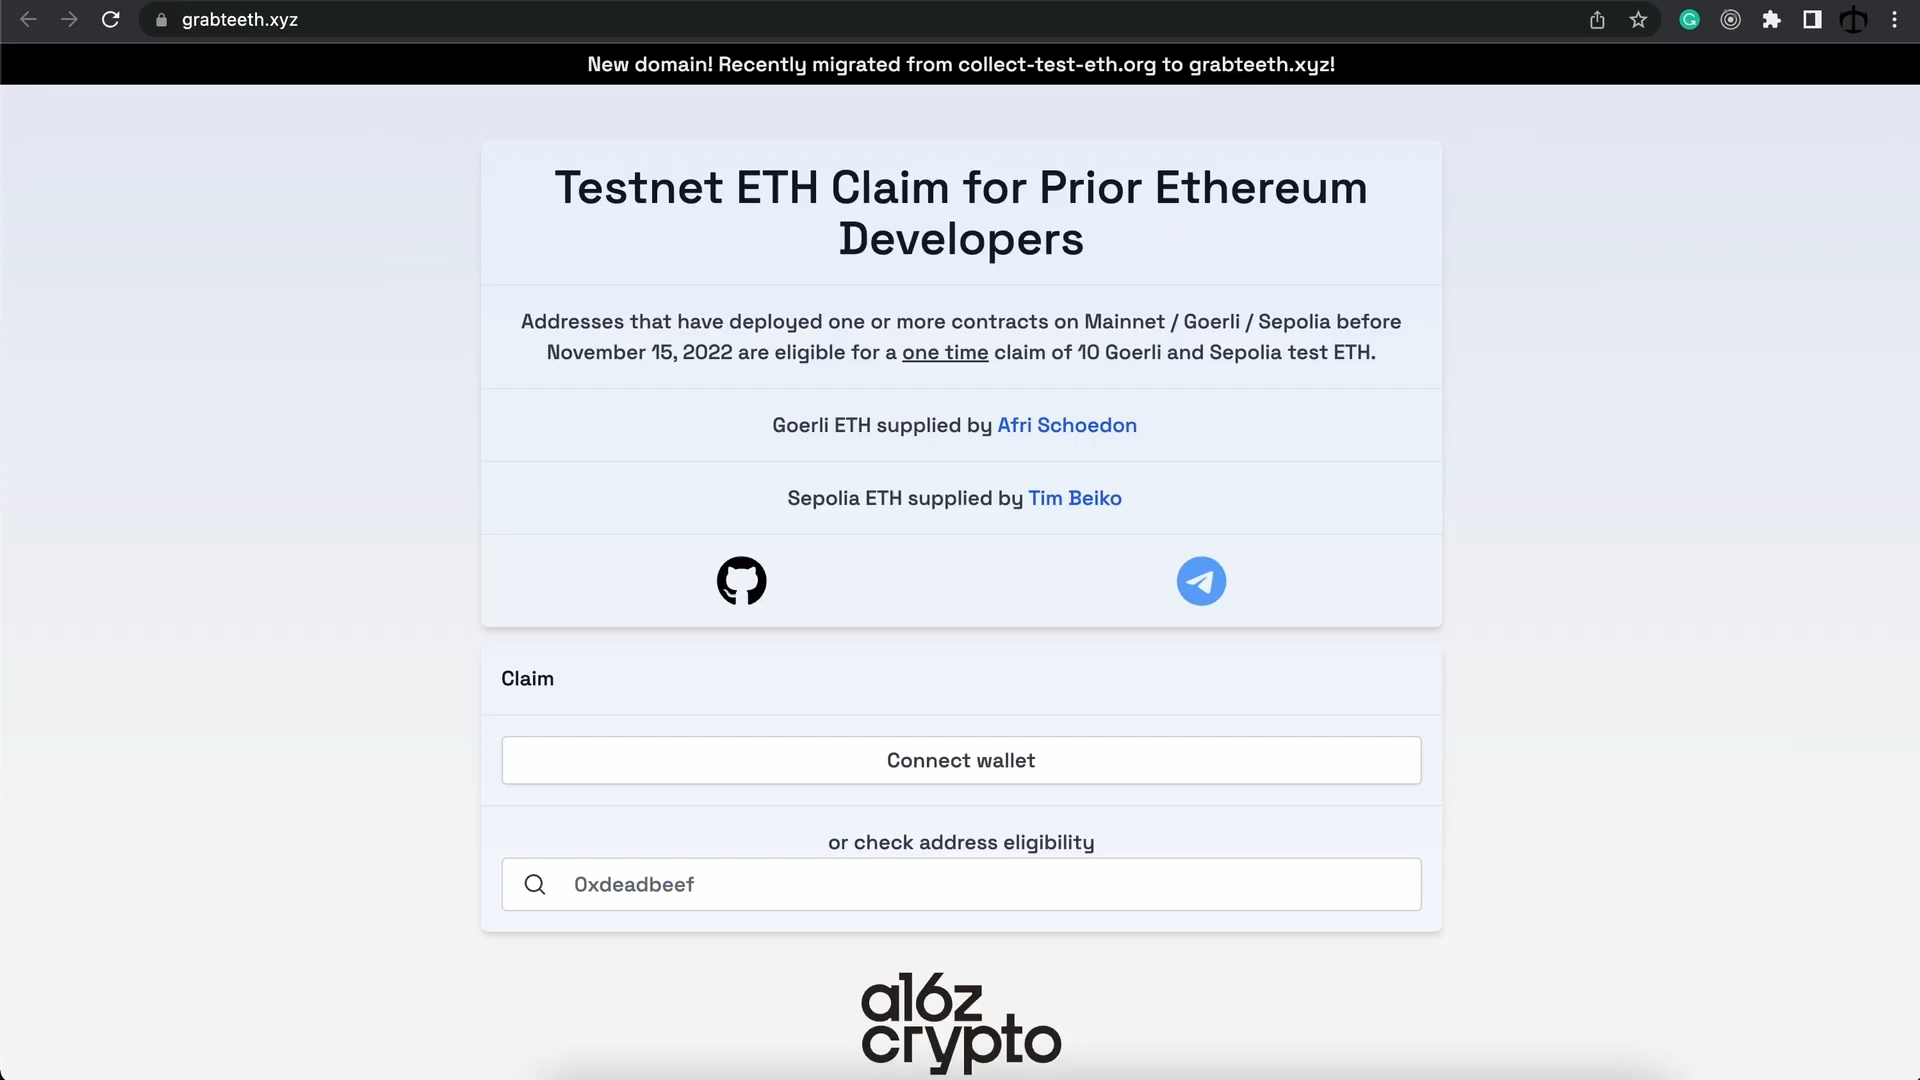 grabteeth.xyz
New domain! Recently migrated from collect-test-eth.org to grabteeth.xyz!
Testnet ETH Claim for Prior Ethereum
Developers
Addresses that have deployed one or more contracts on Mainnet / Goerli / Sepolia before
November 15, 2022 are eligible for a one time claim of 10 Goerli and Sepolia test ETH.
Goerli ETH supplied by Afri Schoedon
Sepolia ETH supplied by Tim Beiko
Claim
Connect wallet
or check address eligibility
0xdeadbeef
a16z
crypto